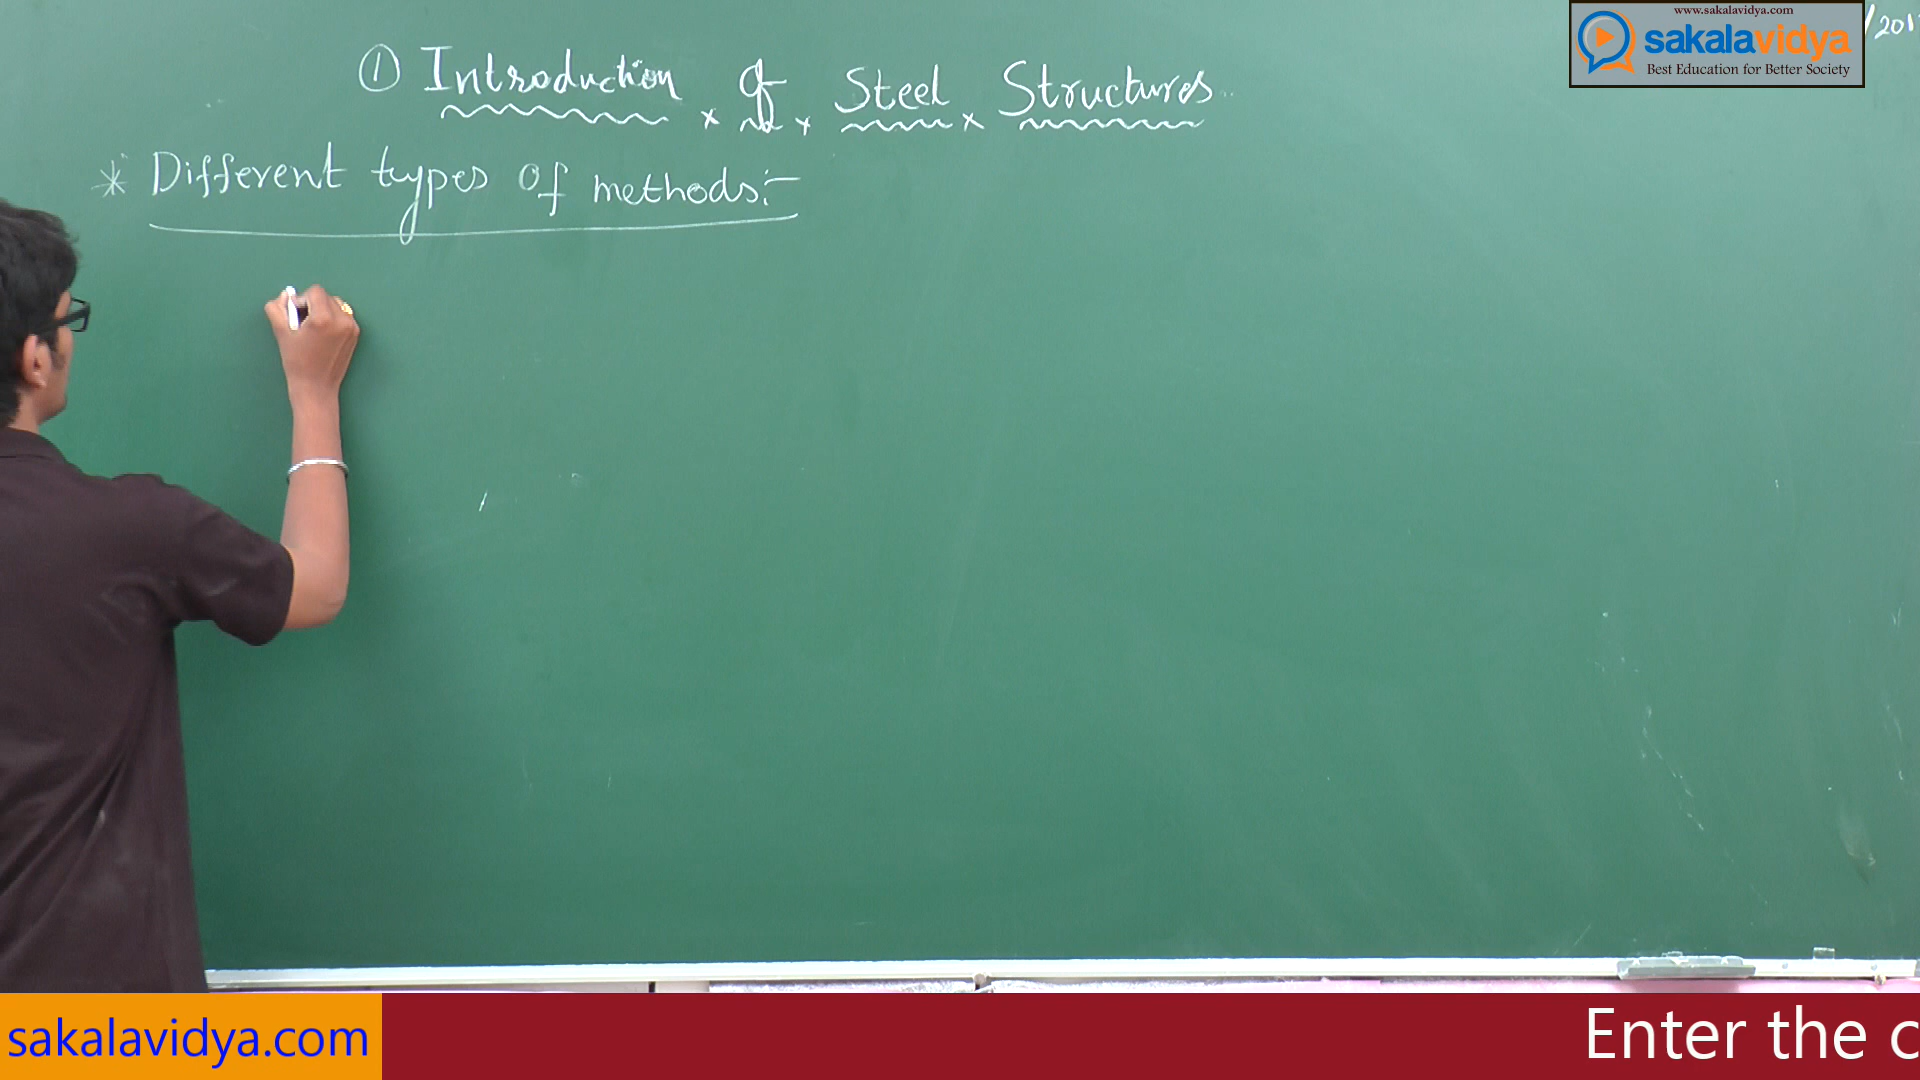 www.sakalavidya.com
sakalavidya
Best Education for Better Society
/201
① Introduction of Steel Structures
* Different types of methods:-
sakalavidya.com
Enter the c